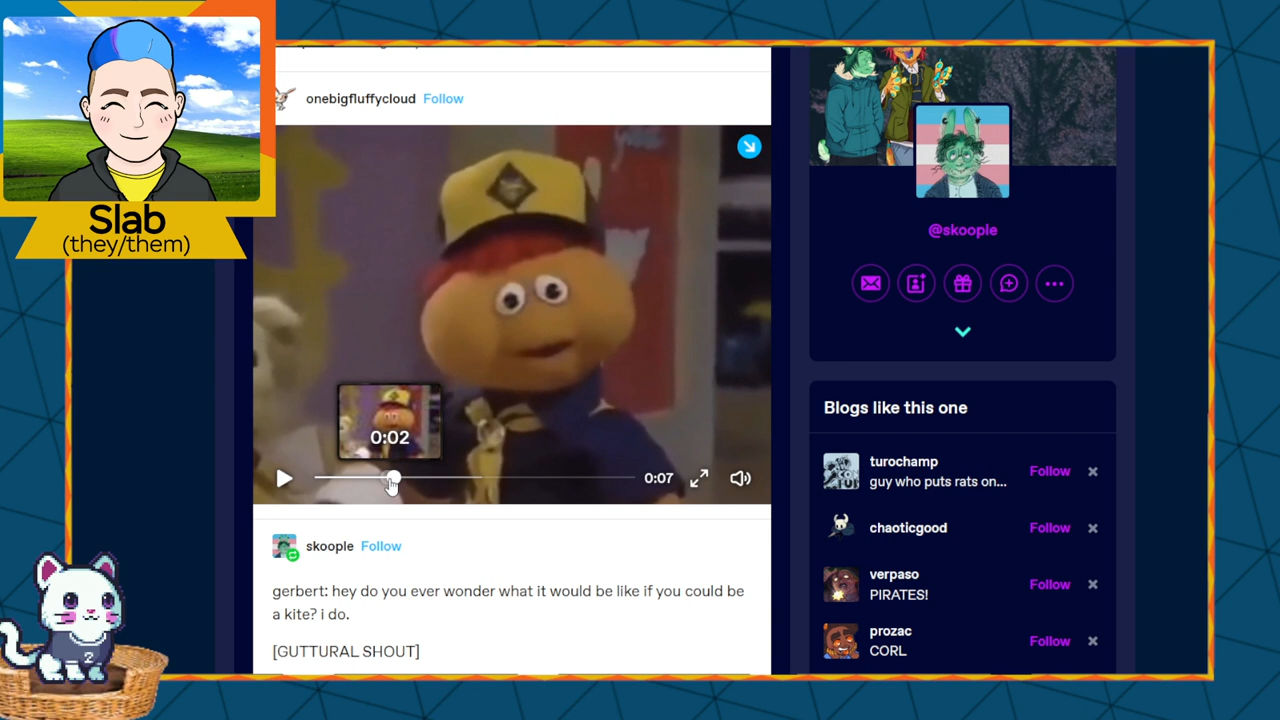 Slab
(they/them)
onebigfluffycloud Follow
0:02
0:07
skoople Follow
gerbert: hey do you ever wonder what it would be like if you could be
a kite? i do.
[GUTTURAL SHOUT]
@skoople
Blogs like this one
turochamp
guy who puts rats on...
Follow
chaoticgood
Follow
verpaso
PIRATES!
Follow
prozac
CORL
Follow
2